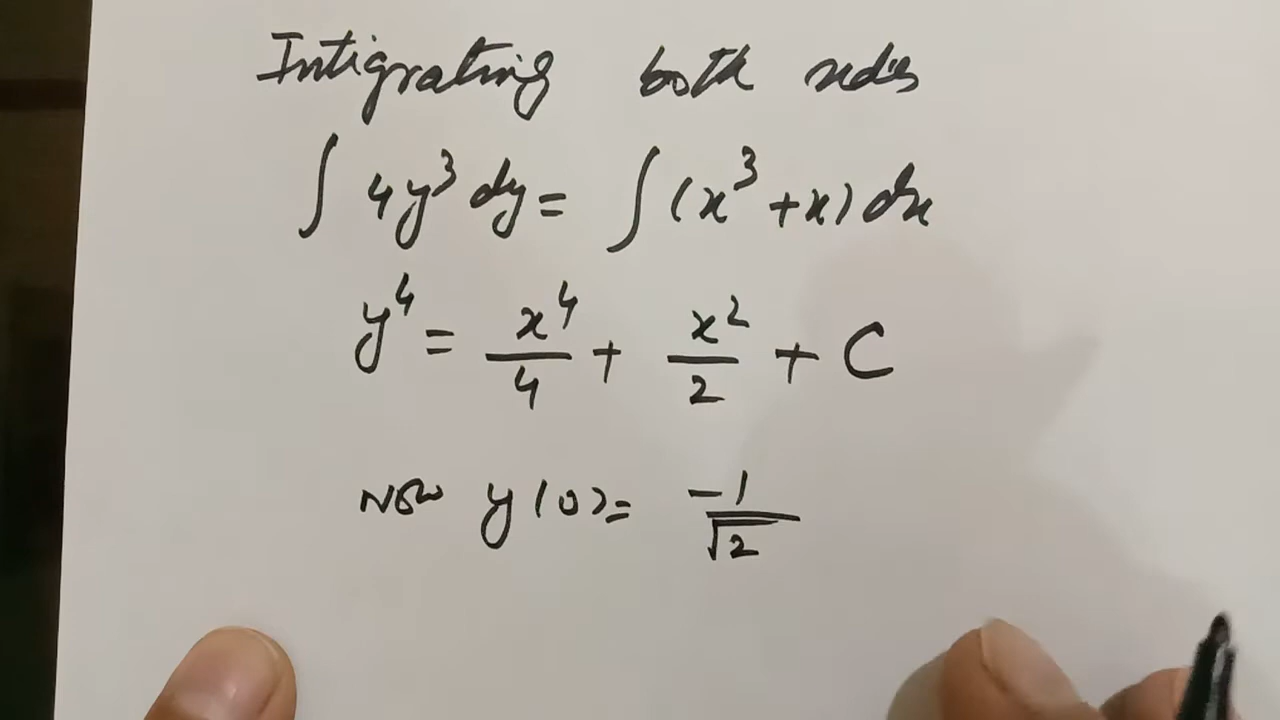 Intigrating both sides
∫ 4y³ dy = ∫ (x³ + x) dx
y⁴ = x⁴/4 + x²/2 + C
Now y(0) = -1/√2